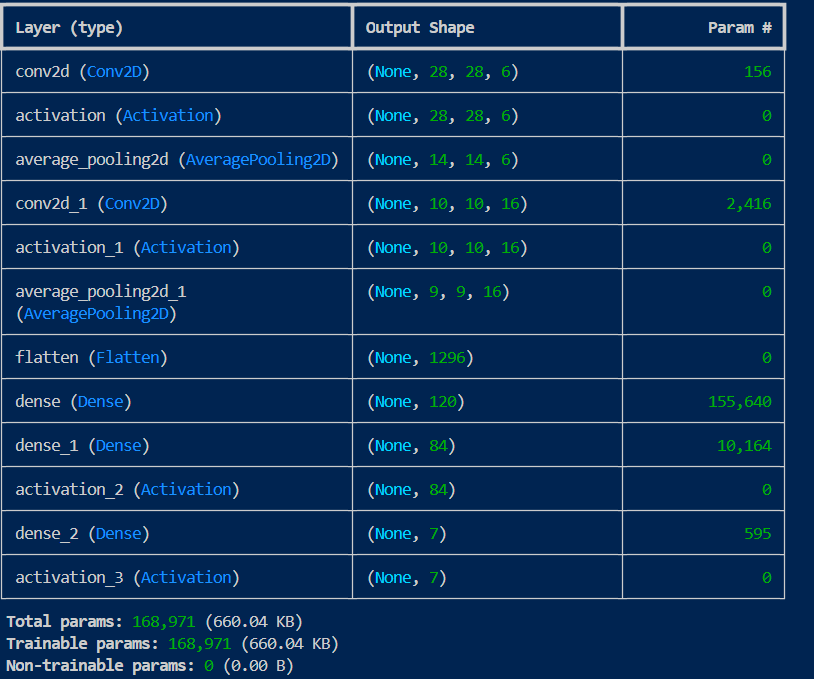 Layer (type) Output Shape Param #
conv2d (Conv2D) (None, 28, 28, 6) 156
activation (Activation) (None, 28, 28, 6) 0
average_pooling2d (AveragePooling2D) (None, 14, 14, 6) 0
conv2d_1 (Conv2D) (None, 10, 10, 16) 2,416
activation_1 (Activation) (None, 10, 10, 16) 0
average_pooling2d_1 (None, 9, 9, 16) 0
(AveragePooling2D)
flatten (Flatten) (None, 1296) 0
dense (Dense) (None, 120) 155,640
dense_1 (Dense) (None, 84) 10,164
activation_2 (Activation) (None, 84) 0
dense_2 (Dense) (None, 7) 595
activation_3 (Activation) (None, 7) 0
Total params: 168,971 (660.04 KB)
Trainable params: 168,971 (660.04 KB)
Non-trainable params: 0 (0.00 B)